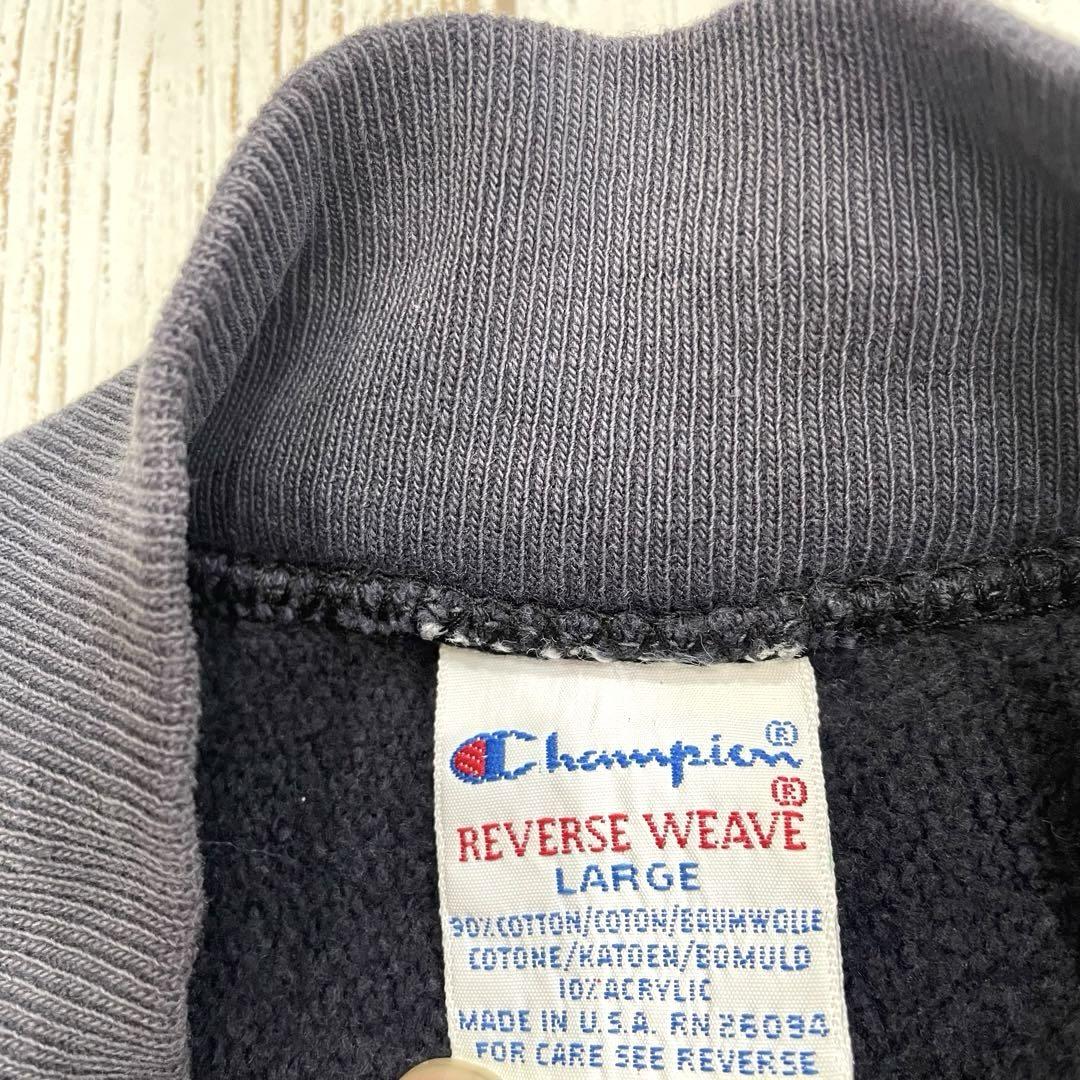 Champion®
REVERSE WEAVE®
LARGE
90% COTTON/COTON/BAUMWOLLE
COTONE/KATOEN/BOMULD
10% ACRYLIC
MADE IN U.S.A. RN 26094
FOR CARE SEE REVERSE